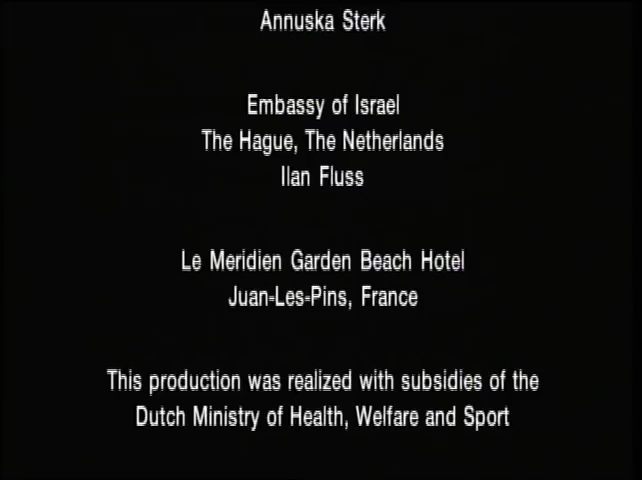 Annuska Sterk
Embassy of Israel
The Hague, The Netherlands
Ilan Fluss
Le Meridien Garden Beach Hotel
Juan-Les-Pins, France
This production was realized with subsidies of the
Dutch Ministry of Health, Welfare and Sport